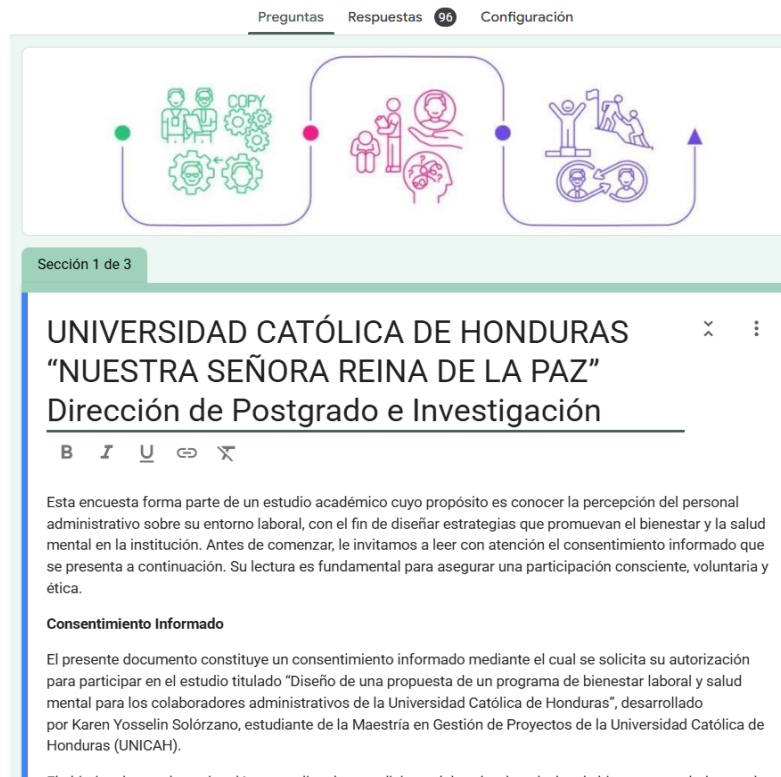 Preguntas Respuestas 96 Configuración
COPY
Sección 1 de 3
UNIVERSIDAD CATÓLICA DE HONDURAS
“NUESTRA SEÑORA REINA DE LA PAZ”
Dirección de Postgrado e Investigación
B I U
Esta encuesta forma parte de un estudio académico cuyo propósito es conocer la percepción del personal
administrativo sobre su entorno laboral, con el fin de diseñar estrategias que promuevan el bienestar y la salud
mental en la institución. Antes de comenzar, le invitamos a leer con atención el consentimiento informado que
se presenta a continuación. Su lectura es fundamental para asegurar una participación consciente, voluntaria y
ética.
Consentimiento Informado
El presente documento constituye un consentimiento informado mediante el cual se solicita su autorización
para participar en el estudio titulado “Diseño de una propuesta de un programa de bienestar laboral y salud
mental para los colaboradores administrativos de la Universidad Católica de Honduras”, desarrollado
por Karen Yosselin Solórzano, estudiante de la Maestría en Gestión de Proyectos de la Universidad Católica de
Honduras (UNICAH).